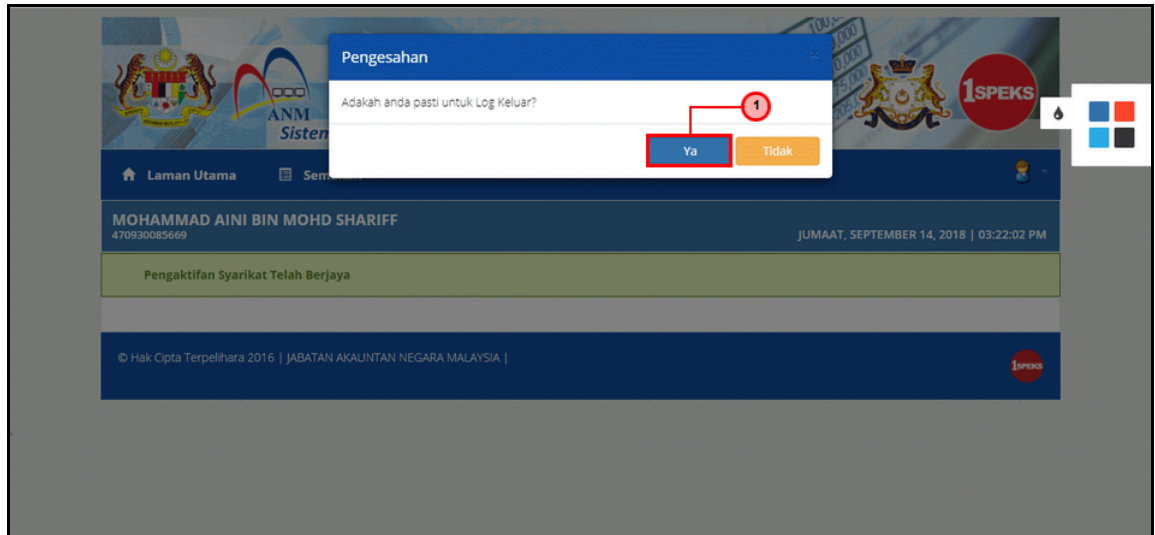 Pengesahan
×
Adakah anda pasti untuk Log Keluar?
1
Ya
Tidak
ANM
Sistem
1SPEKS
Laman Utama
MOHAMMAD AINI BIN MOHD SHARIFF
470930085669
JUMAAT, SEPTEMBER 14, 2018 | 03:22:02 PM
Pengaktifan Syarikat Telah Berjaya
© Hak Cipta Terpelihara 2016 | JABATAN AKAUNTAN NEGARA MALAYSIA |
1SPEKS